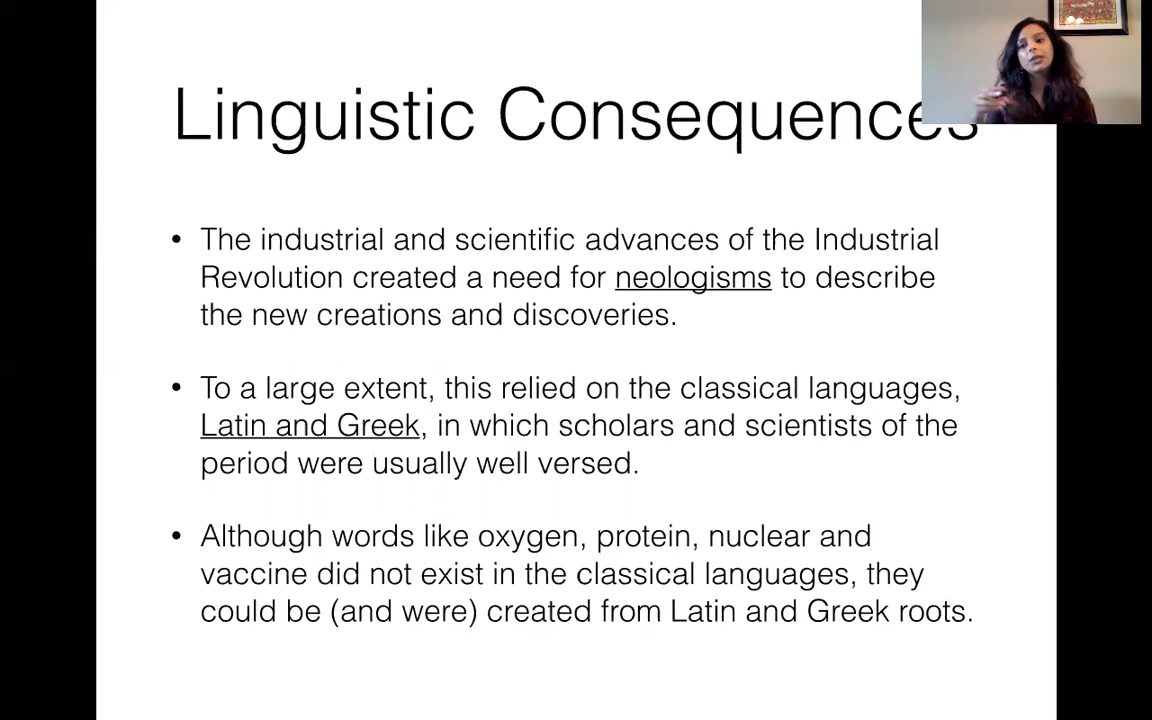 Linguistic Consequences
• The industrial and scientific advances of the Industrial
Revolution created a need for neologisms to describe
the new creations and discoveries.
• To a large extent, this relied on the classical languages,
Latin and Greek, in which scholars and scientists of the
period were usually well versed.
• Although words like oxygen, protein, nuclear and
vaccine did not exist in the classical languages, they
could be (and were) created from Latin and Greek roots.